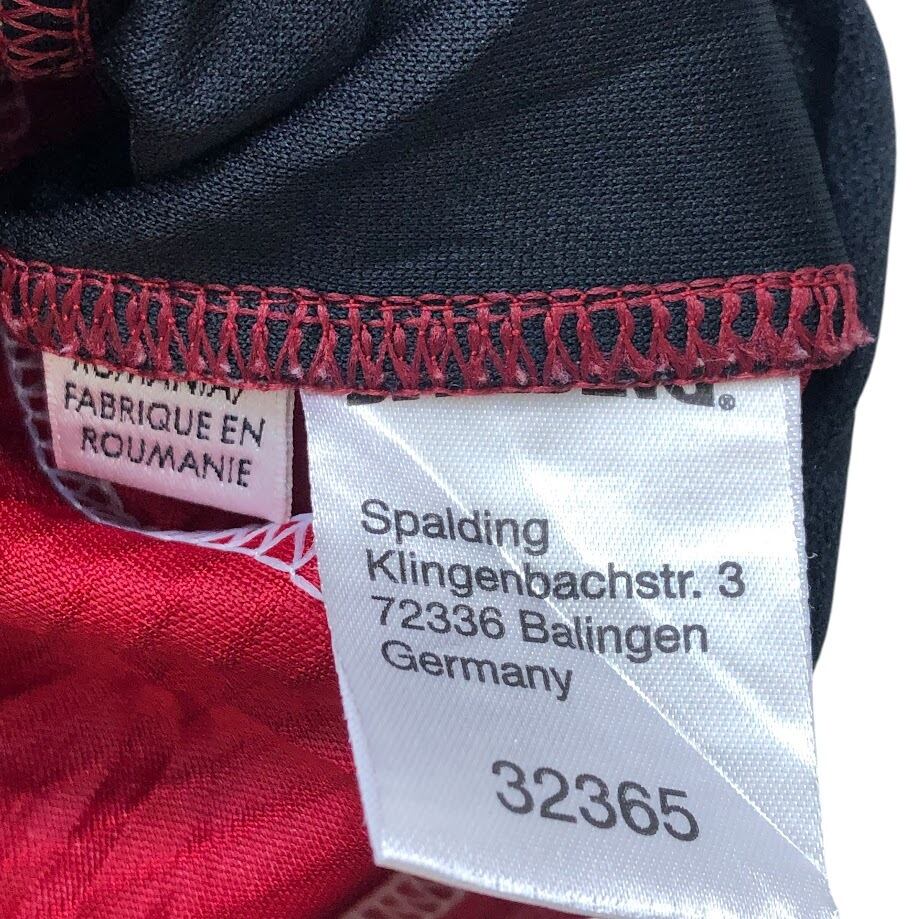 FABRIQUE EN
ROUMANIE
Spalding
Klingenbachstr. 3
72336 Balingen
Germany
32365